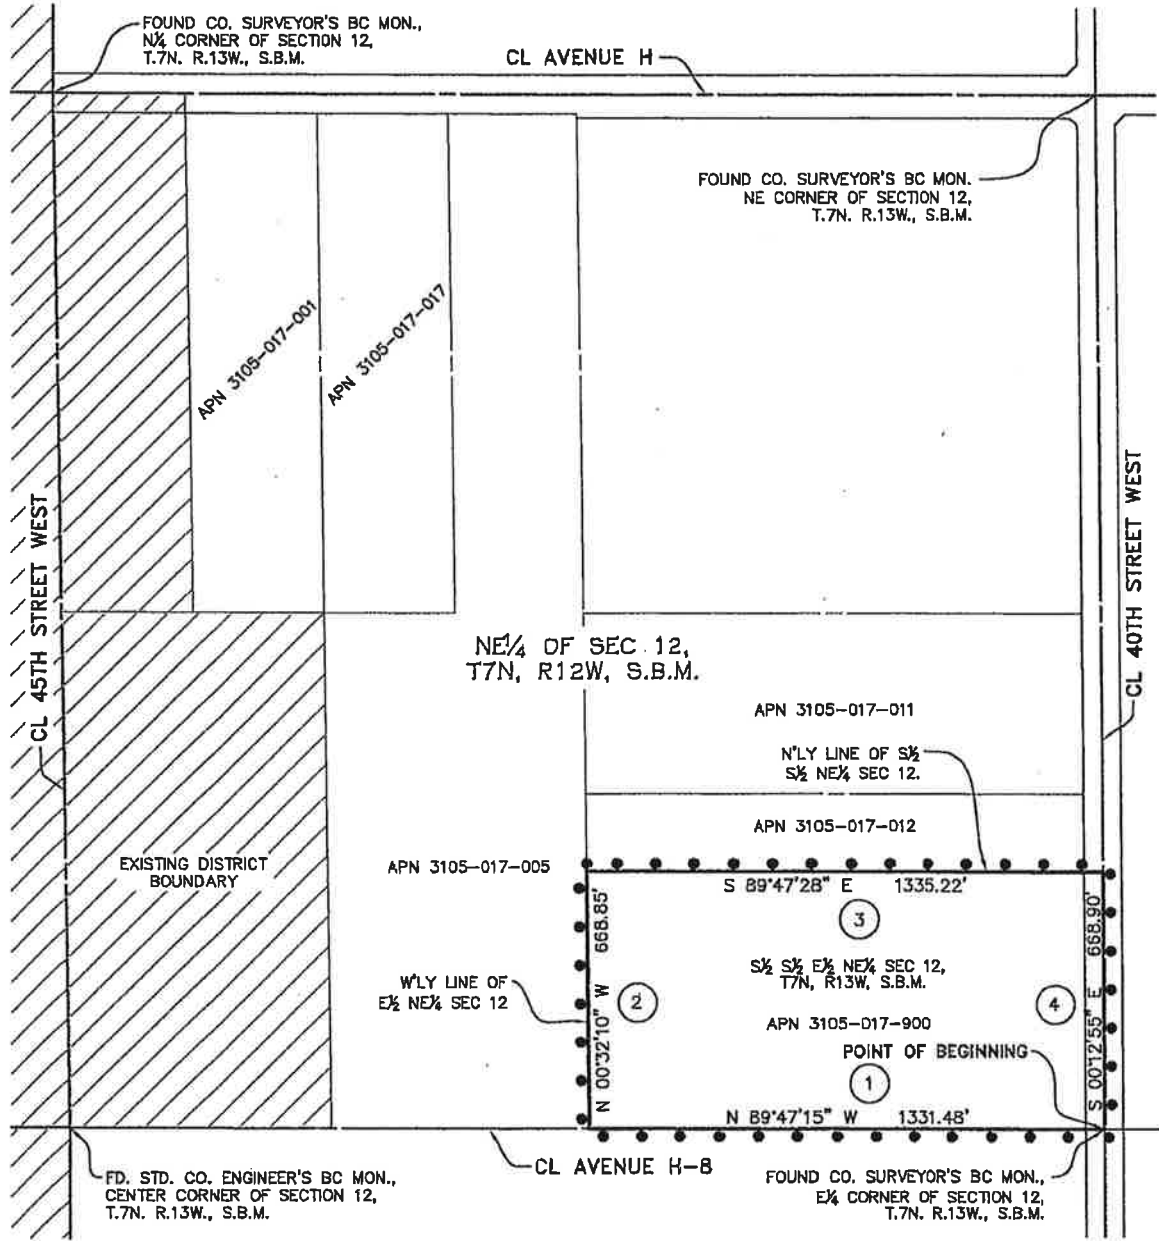 FOUND CO. SURVEYOR'S BC MON.,
N¼ CORNER OF SECTION 12,
T.7N. R.13W., S.B.M.
CL AVENUE H
FOUND CO. SURVEYOR'S BC MON.
NE CORNER OF SECTION 12,
T.7N. R.13W., S.B.M.
APN 3105-017-001
APN 3105-017-017
CL 45TH STREET WEST
CL 40TH STREET WEST
NE¼ OF SEC 12,
T7N, R12W, S.B.M.
APN 3105-017-011
N'LY LINE OF S½
S½ NE¼ SEC 12.
APN 3105-017-012
EXISTING DISTRICT
BOUNDARY
APN 3105-017-005
S 89°47'28" E 1335.22'
3
N 00°32'10" W 668.85'
S 00°12'55" E 668.90'
S½ S½ E½ NE¼ SEC 12,
T7N, R13W, S.B.M.
W'LY LINE OF
E½ NE¼ SEC 12
2
4
APN 3105-017-900
POINT OF BEGINNING
1
N 89°47'15" W 1331.48'
CL AVENUE H-8
FD. STD. CO. ENGINEER'S BC MON.,
CENTER CORNER OF SECTION 12,
T.7N. R.13W., S.B.M.
FOUND CO. SURVEYOR'S BC MON.,
E¼ CORNER OF SECTION 12,
T.7N. R.13W., S.B.M.